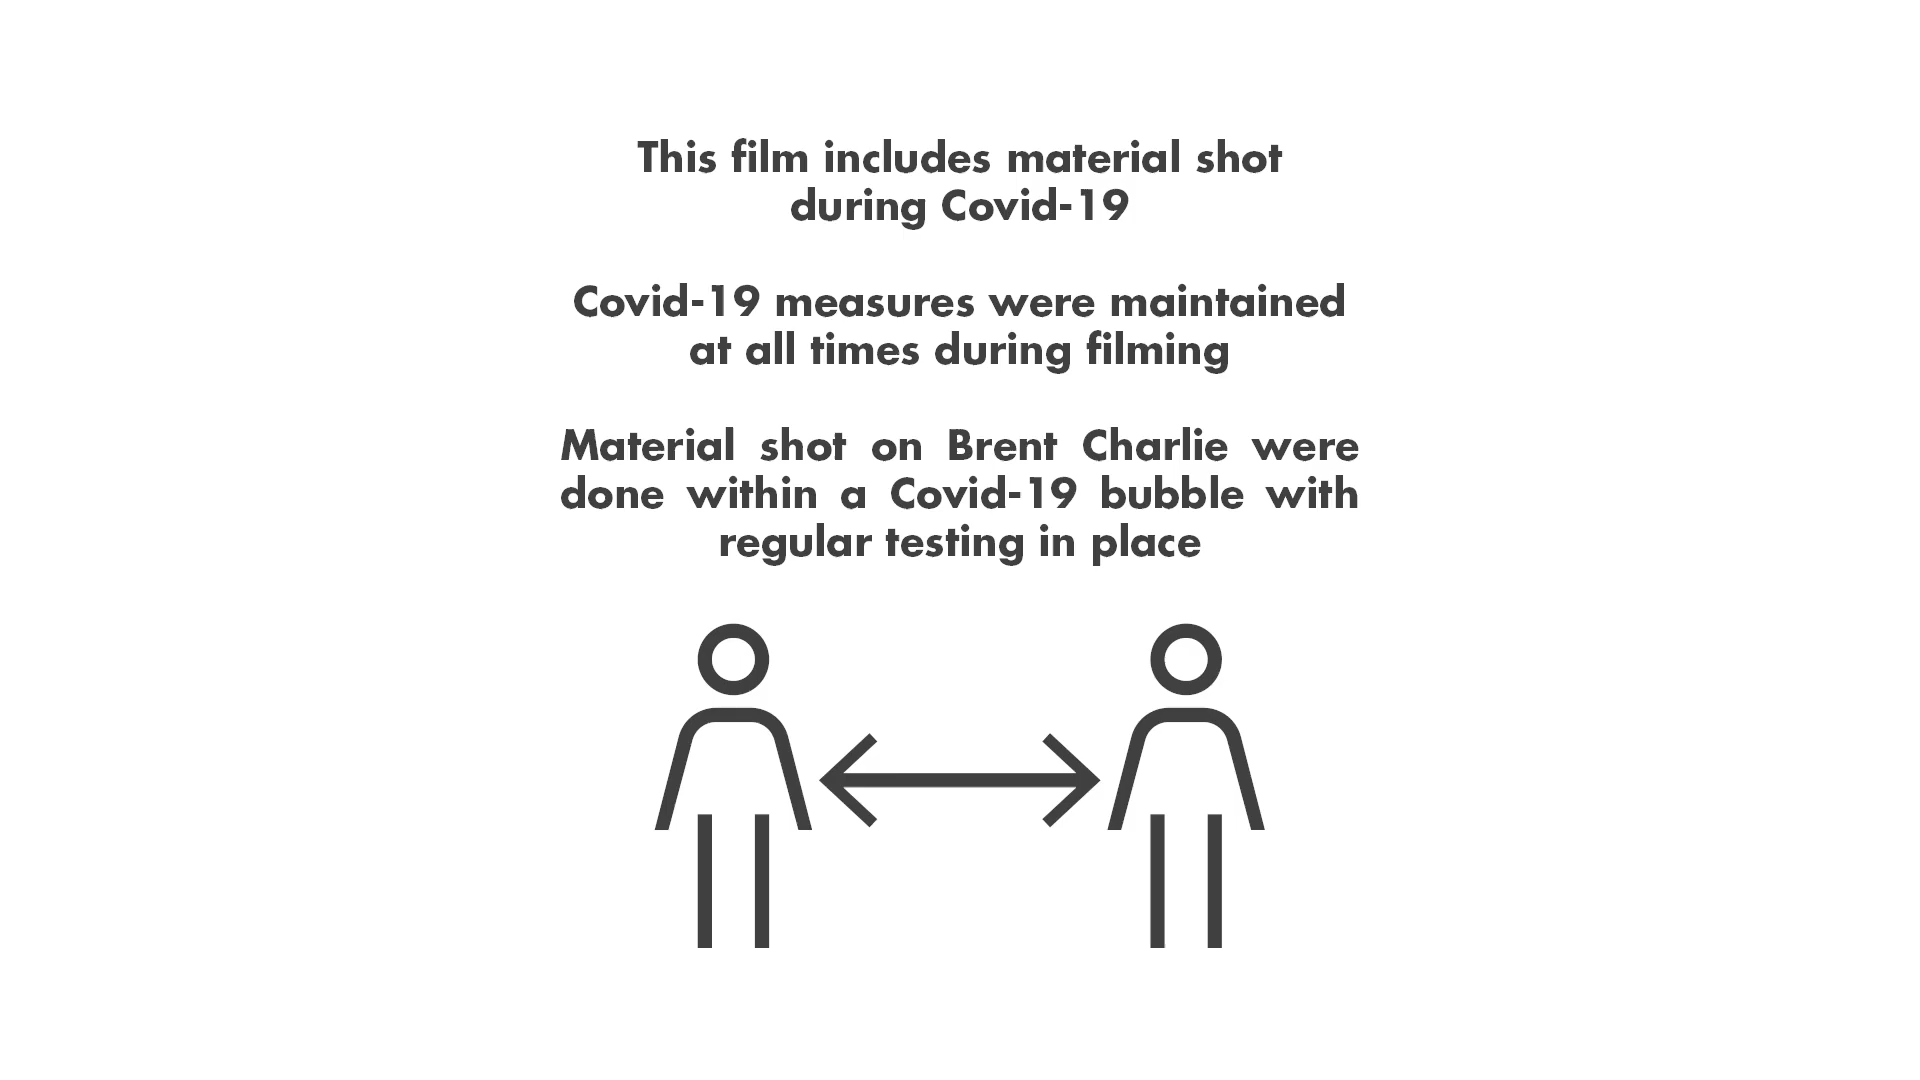 This film includes material shot
during Covid-19
Covid-19 measures were maintained
at all times during filming
Material shot on Brent Charlie were
done within a Covid-19 bubble with
regular testing in place